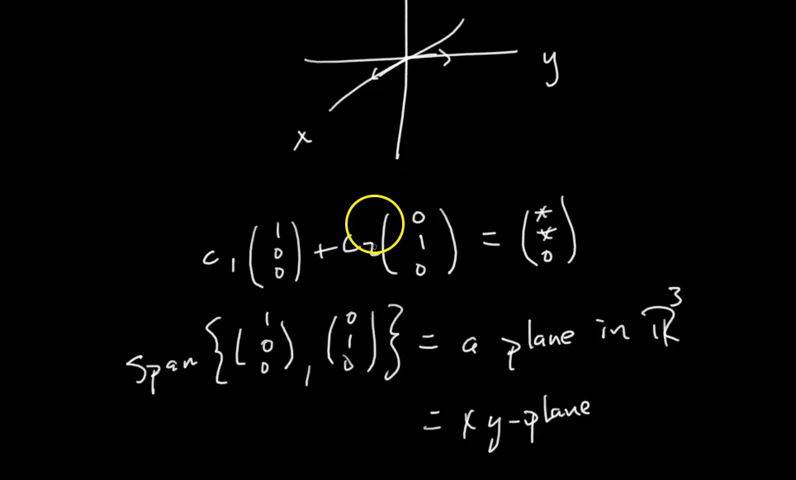 y
x
c₁(1 0 0) + c₂(0 1 0) = (* * 0)
Span{(1 0 0), (0 1 0)} = a plane in ℝ³
= xy-plane